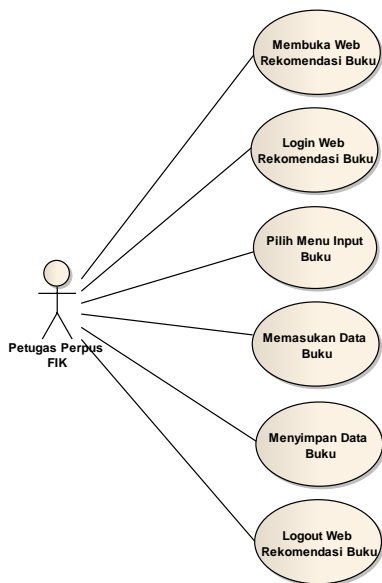 Membuka Web
Rekomendasi Buku
Login Web
Rekomendasi Buku
Pilih Menu Input
Buku
Petugas Perpus
FIK
Memasukan Data
Buku
Menyimpan Data
Buku
Logout Web
Rekomendasi Buku